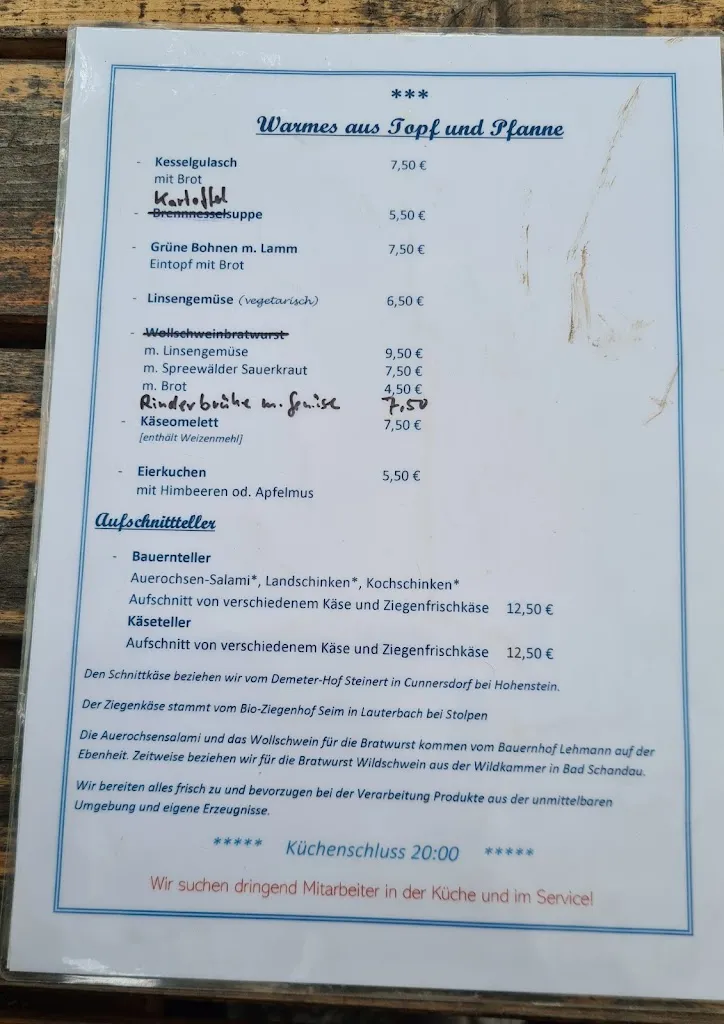 ***
Warmes aus Topf und Pfanne
- Kesselgulasch 7,50 €
mit Brot
Kartoffel
- Brennnesselsuppe 5,50 €
- Grüne Bohnen m. Lamm 7,50 €
Eintopf mit Brot
- Linsengemüse (vegetarisch) 6,50 €
- Wollschweinbratwurst
m. Linsengemüse 9,50 €
m. Spreewälder Sauerkraut 7,50 €
m. Brot 4,50 €
Rinderbrühe m. 7,50
- Käseomelett 7,50 €
[enthält Weizenmehl]
- Eierkuchen 5,50 €
mit Himbeeren od. Apfelmus
Aufschnittteller
- Bauernteller
Auerochsen-Salami*, Landschinken*, Kochschinken*
Aufschnitt von verschiedenem Käse und Ziegenfrischkäse 12,50 €
Käseteller
Aufschnitt von verschiedenem Käse und Ziegenfrischkäse 12,50 €
Den Schnittkäse beziehen wir vom Demeter-Hof Steinert in Cunnersdorf bei Hohenstein.
Der Ziegenkäse stammt vom Bio-Ziegenhof Seim in Lauterbach bei Stolpen
Die Auerochsensalami und das Wollschwein für die Bratwurst kommen vom Bauernhof Lehmann auf der
Ebenheit. Zeitweise beziehen wir für die Bratwurst Wildschwein aus der Wildkammer in Bad Schandau.
Wir bereiten alles frisch zu und bevorzugen bei der Verarbeitung Produkte aus der unmittelbaren
Umgebung und eigene Erzeugnisse.
***** Küchenschluss 20:00 *****
Wir suchen dringend Mitarbeiter in der Küche und im Service!